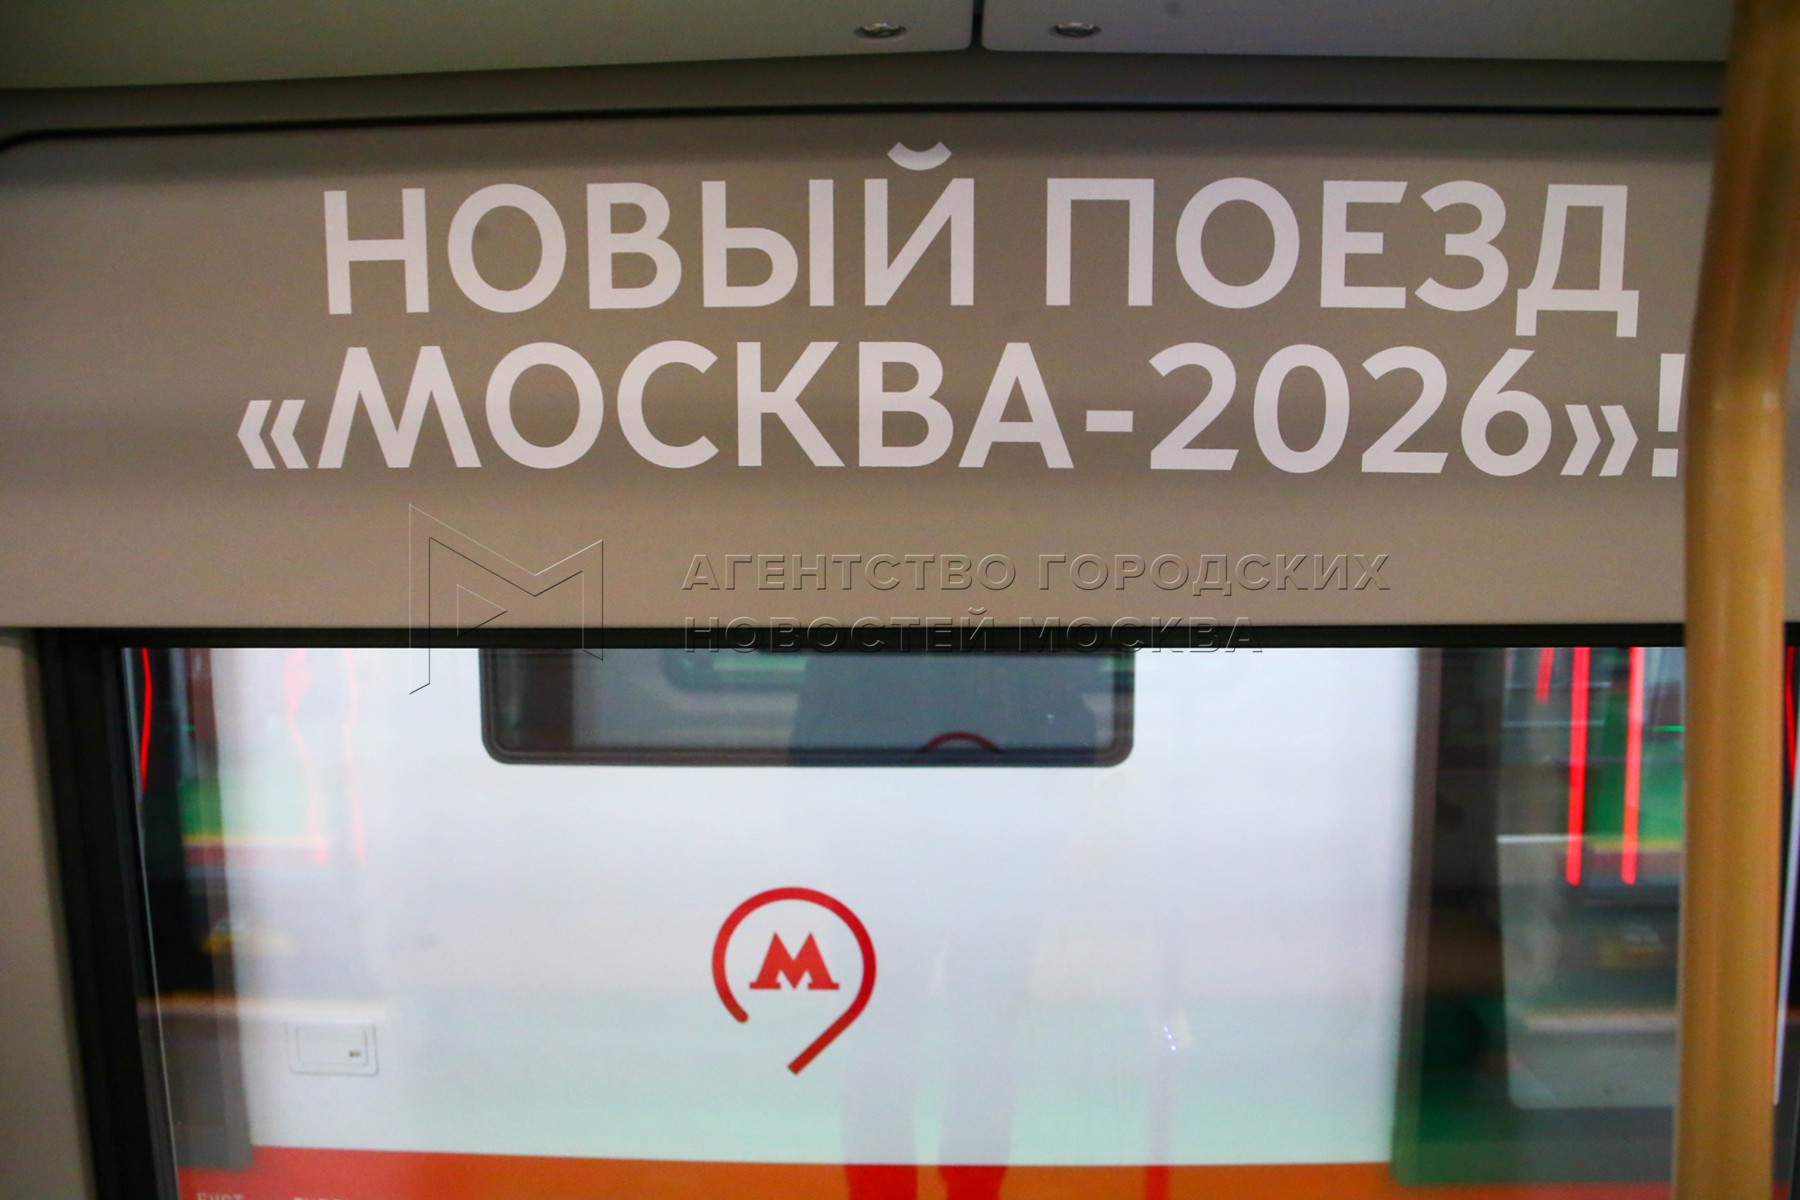 НОВЫЙ ПОЕЗД
«МОСКВА-2026»!
АГЕНТСТВО ГОРОДСКИХ
НОВОСТЕЙ МОСКВА
М